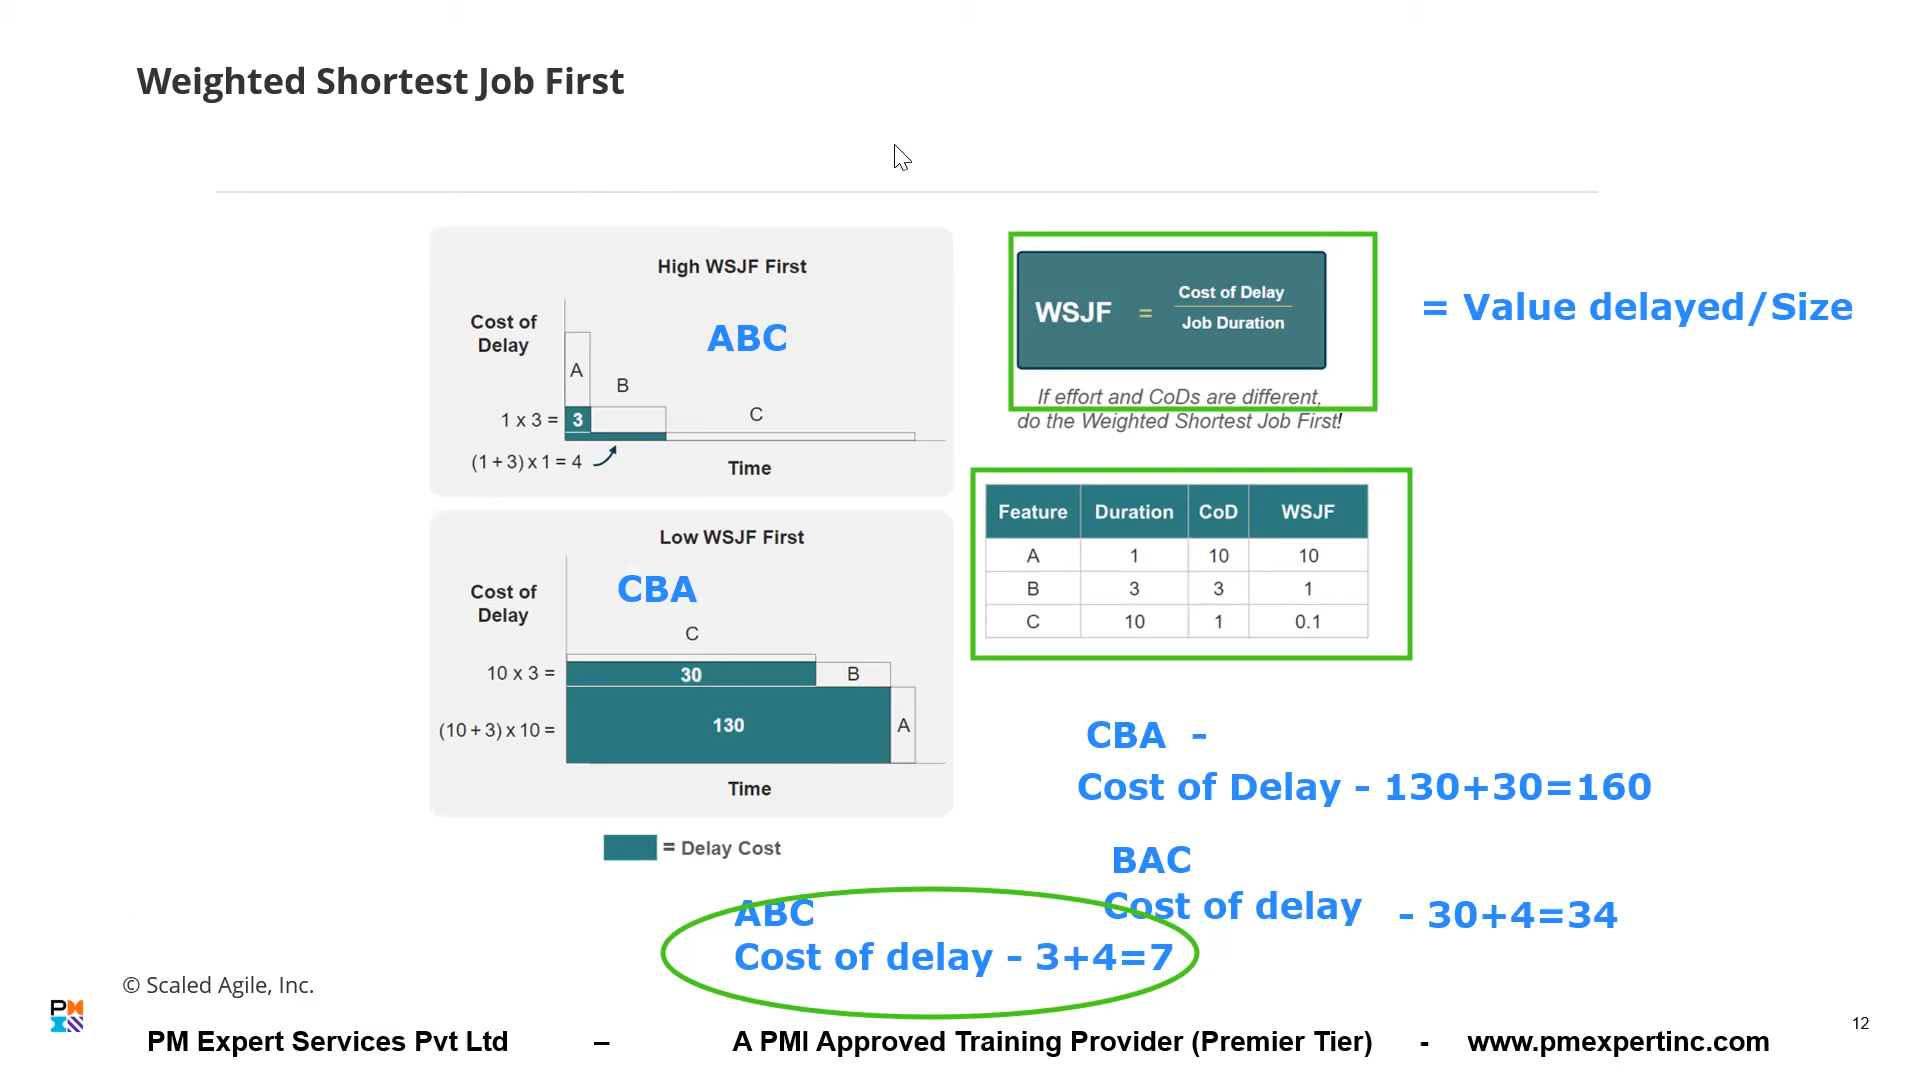 Weighted Shortest Job First
High WSJF First
Cost of
Delay
ABC
A
B
C
1 x 3 =
3
(1 + 3) x 1 = 4
Time
Low WSJF First
Cost of
Delay
CBA
C
10 x 3 =
30
B
(10 + 3) x 10 =
130
A
Time
= Delay Cost
WSJF = Cost of Delay
Job Duration
= Value delayed/Size
If effort and CoDs are different,
do the Weighted Shortest Job First!
Feature Duration CoD WSJF
A 1 10 10
B 3 3 1
C 10 1 0.1
CBA -
Cost of Delay - 130+30=160
BAC
Cost of delay - 30+4=34
ABC
Cost of delay - 3+4=7
© Scaled Agile, Inc.
PM
PM Expert Services Pvt Ltd – A PMI Approved Training Provider (Premier Tier) - www.pmexpertinc.com
12